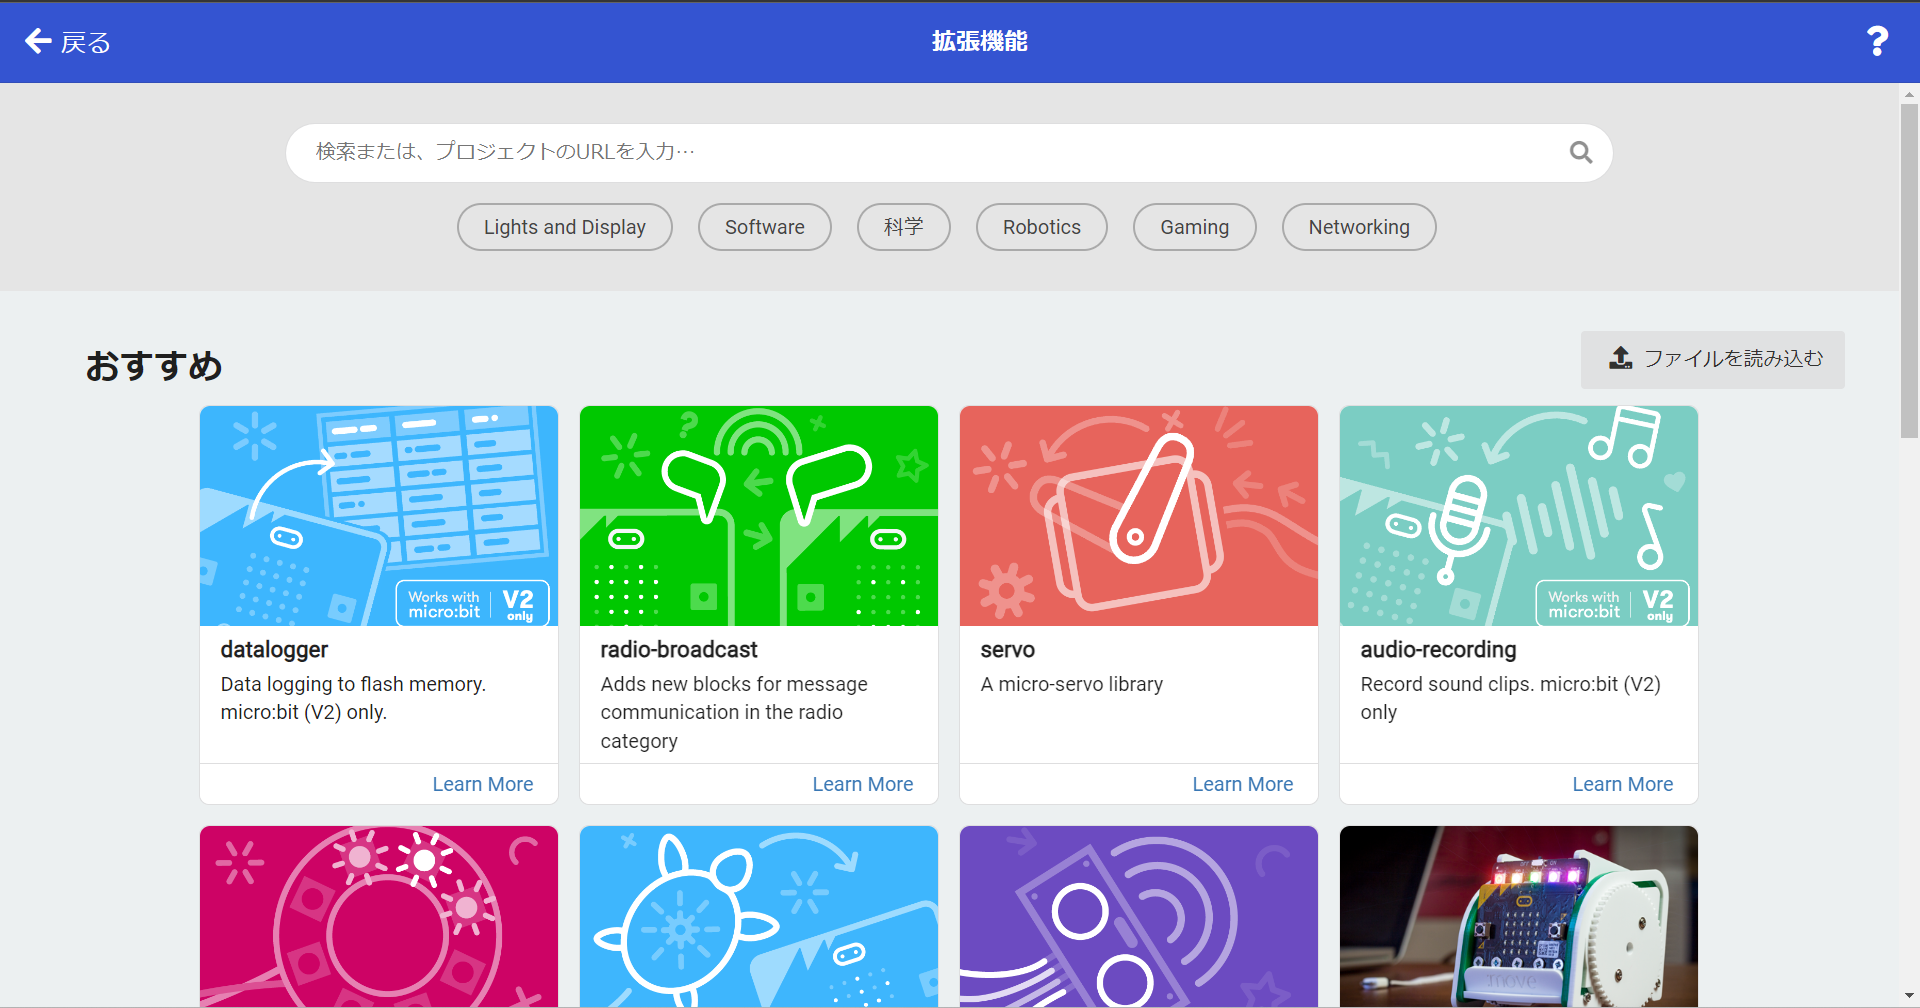 戻る
拡張機能
?
検索または、プロジェクトのURLを入力…
Lights and Display
Software
科学
Robotics
Gaming
Networking
おすすめ
ファイルを読み込む
Works with micro:bit V2 only
datalogger
Data logging to flash memory.
micro:bit (V2) only.
Learn More
radio-broadcast
Adds new blocks for message
communication in the radio
category
Learn More
servo
A micro-servo library
Learn More
Works with micro:bit V2 only
audio-recording
Record sound clips. micro:bit (V2)
only
Learn More